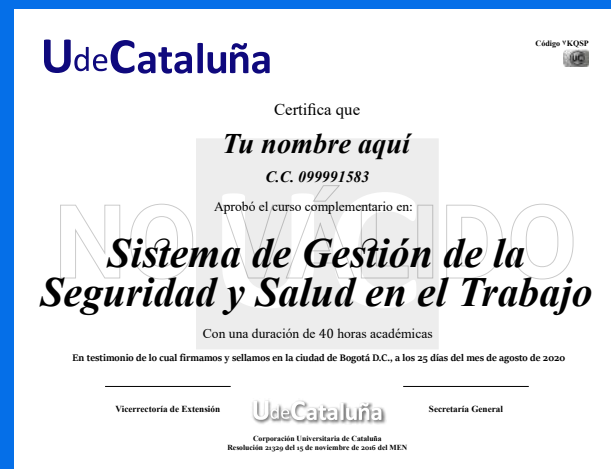 UdeCataluña
Código YKQSP
UC
Certifica que
Tu nombre aquí
C.C. 099991583
Aprobó el curso complementario en:
NO VÁLIDO
Sistema de Gestión de la
Seguridad y Salud en el Trabajo
Con una duración de 40 horas académicas
En testimonio de lo cual firmamos y sellamos en la ciudad de Bogotá D.C., a los 25 días del mes de agosto de 2020
Vicerrectoría de Extensión
UdeCataluña
Secretaría General
Corporación Universitaria de Cataluña
Resolución 21329 del 15 de noviembre de 2016 del MEN